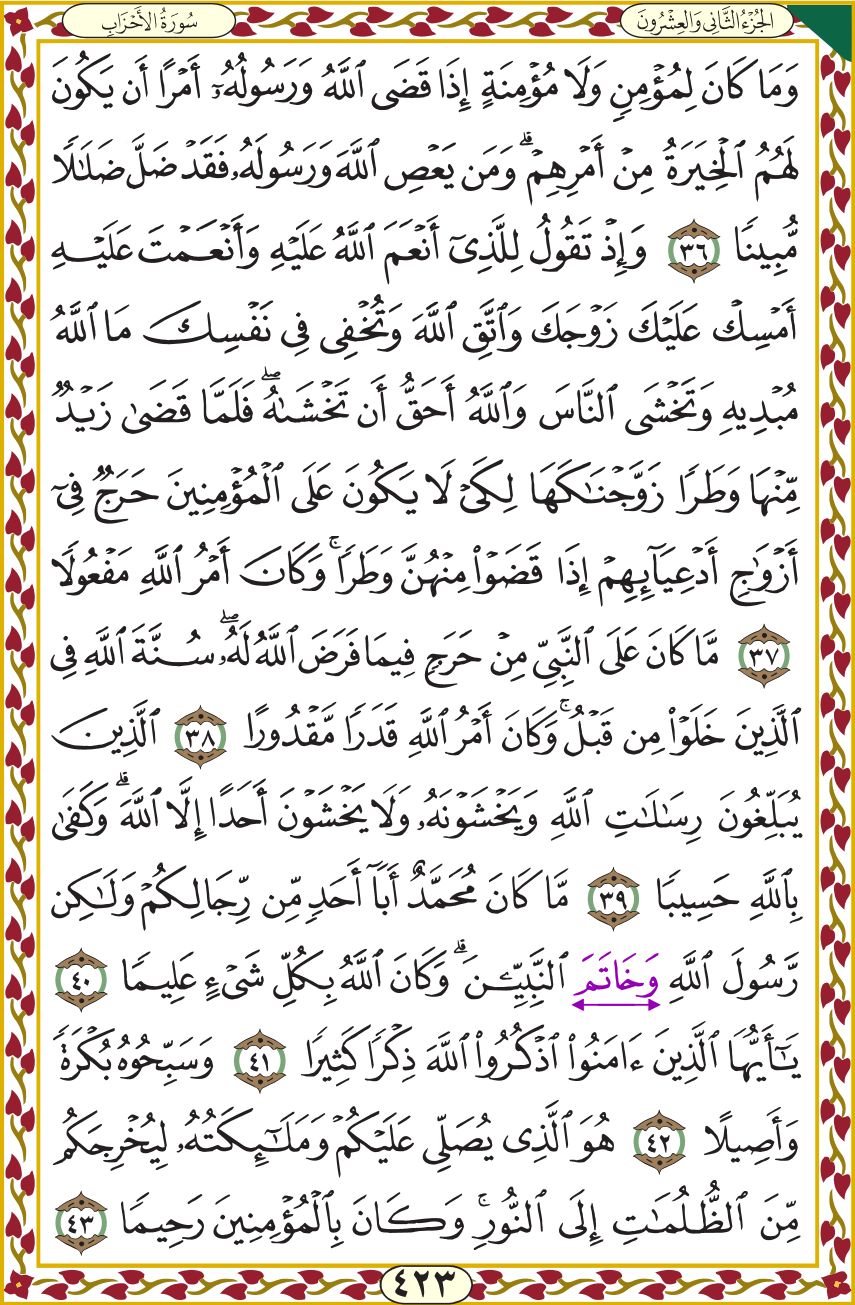 الجُزْءُ الثَّانِي وَالعِشْرُونَ
سُورَةُ الأَحْزَابِ
وَمَا كَانَ لِمُؤْمِنٖ وَلَا مُؤْمِنَةٍ إِذَا قَضَى ٱللَّهُ وَرَسُولُهُۥٓ أَمْرًا أَن يَكُونَ
لَهُمُ ٱلْخِيَرَةُ مِنْ أَمْرِهِمْۗ وَمَن يَعْصِ ٱللَّهَ وَرَسُولَهُۥ فَقَدْ ضَلَّ ضَلَٰلًا
مُّبِينًا ٣٦ وَإِذْ تَقُولُ لِلَّذِىٓ أَنْعَمَ ٱللَّهُ عَلَيْهِ وَأَنْعَمْتَ عَلَيْهِ
أَمْسِكْ عَلَيْكَ زَوْجَكَ وَٱتَّقِ ٱللَّهَ وَتُخْفِى فِى نَفْسِكَ مَا ٱللَّهُ
مُبْدِيهِ وَتَخْشَى ٱلنَّاسَ وَٱللَّهُ أَحَقُّ أَن تَخْشَىٰهُۖ فَلَمَّا قَضَىٰ زَيْدٌ
مِّنْهَا وَطَرًا زَوَّجْنَٰكَهَا لِكَىْ لَا يَكُونَ عَلَى ٱلْمُؤْمِنِينَ حَرَجٌ فِىٓ
أَزْوَٰجِ أَدْعِيَآئِهِمْ إِذَا قَضَوْا۟ مِنْهُنَّ وَطَرًاۚ وَكَانَ أَمْرُ ٱللَّهِ مَفْعُولًا
٣٧ مَّا كَانَ عَلَى ٱلنَّبِىِّ مِنْ حَرَجٍ فِيمَا فَرَضَ ٱللَّهُ لَهُۥۖ سُنَّةَ ٱللَّهِ فِى
ٱلَّذِينَ خَلَوْا۟ مِن قَبْلُۚ وَكَانَ أَمْرُ ٱللَّهِ قَدَرًا مَّقْدُورًا ٣٨ ٱلَّذِينَ
يُبَلِّغُونَ رِسَٰلَٰتِ ٱللَّهِ وَيَخْشَوْنَهُۥ وَلَا يَخْشَوْنَ أَحَدًا إِلَّا ٱللَّهَۗ وَكَفَىٰ
بِٱللَّهِ حَسِيبًا ٣٩ مَّا كَانَ مُحَمَّدٌ أَبَآ أَحَدٍ مِّن رِّجَالِكُمْ وَلَٰكِن
رَّسُولَ ٱللَّهِ وَخَاتَمَ ٱلنَّبِيِّـۧنَۗ وَكَانَ ٱللَّهُ بِكُلِّ شَىْءٍ عَلِيمًا ٤٠
يَٰٓأَيُّهَا ٱلَّذِينَ ءَامَنُوا۟ ٱذْكُرُوا۟ ٱللَّهَ ذِكْرًا كَثِيرًا ٤١ وَسَبِّحُوهُ بُكْرَةً
وَأَصِيلًا ٤٢ هُوَ ٱلَّذِى يُصَلِّى عَلَيْكُمْ وَمَلَٰٓئِكَتُهُۥ لِيُخْرِجَكُم
مِّنَ ٱلظُّلُمَٰتِ إِلَى ٱلنُّورِۚ وَكَانَ بِٱلْمُؤْمِنِينَ رَحِيمًا ٤٣
٤٢٣